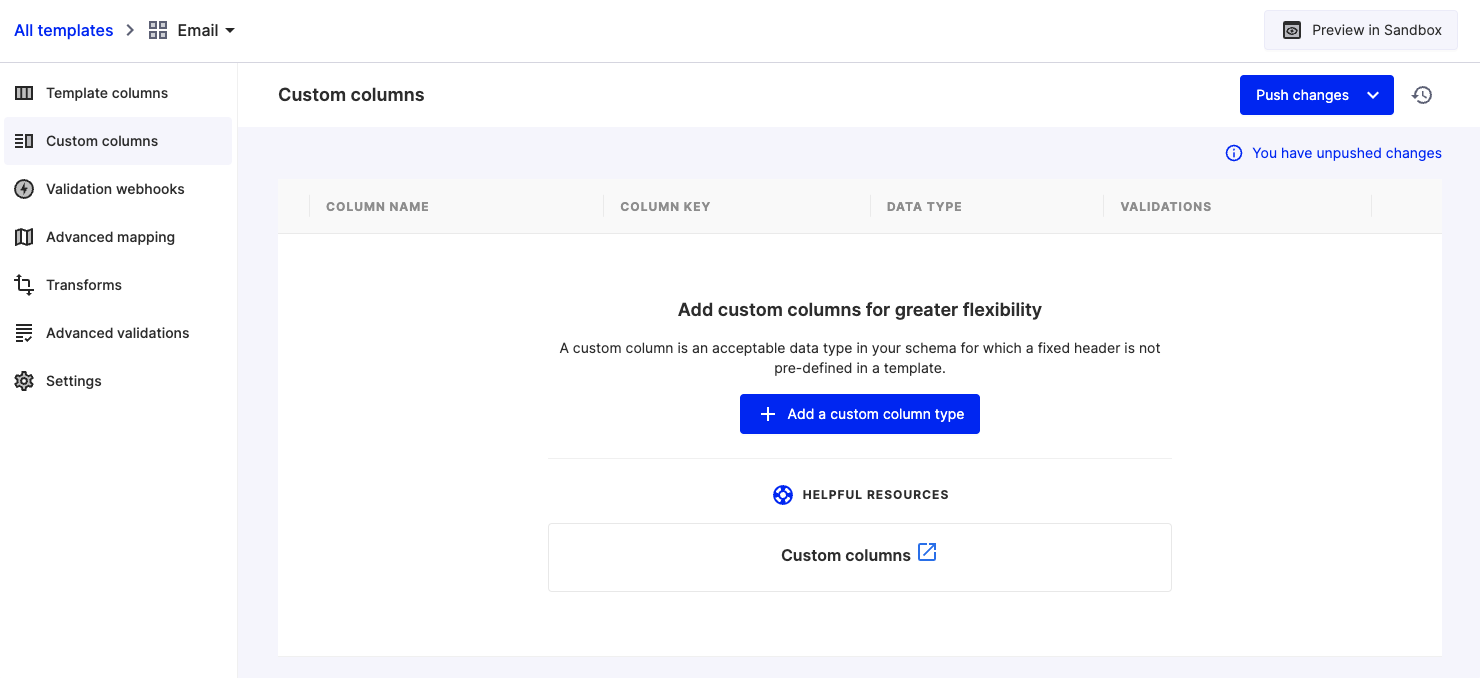 All templates
Email
Preview in Sandbox
Template columns
Custom columns
Validation webhooks
Advanced mapping
Transforms
Advanced validations
Settings
Custom columns
Push changes
You have unpushed changes
COLUMN NAME
COLUMN KEY
DATA TYPE
VALIDATIONS
Add custom columns for greater flexibility
A custom column is an acceptable data type in your schema for which a fixed header is not
pre-defined in a template.
Add a custom column type
HELPFUL RESOURCES
Custom columns